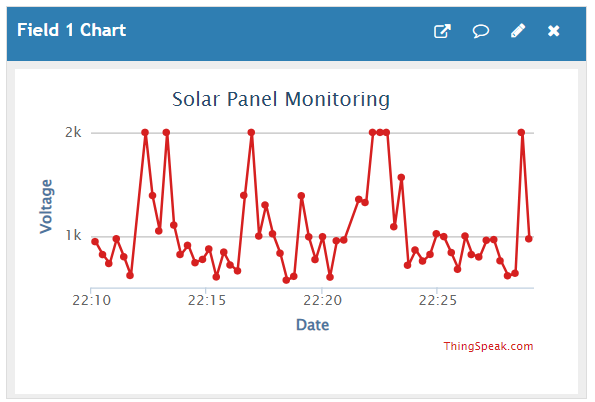 Field 1 Chart
Solar Panel Monitoring
2k
1k
Voltage
22:10 22:15 22:20 22:25
Date
ThingSpeak.com